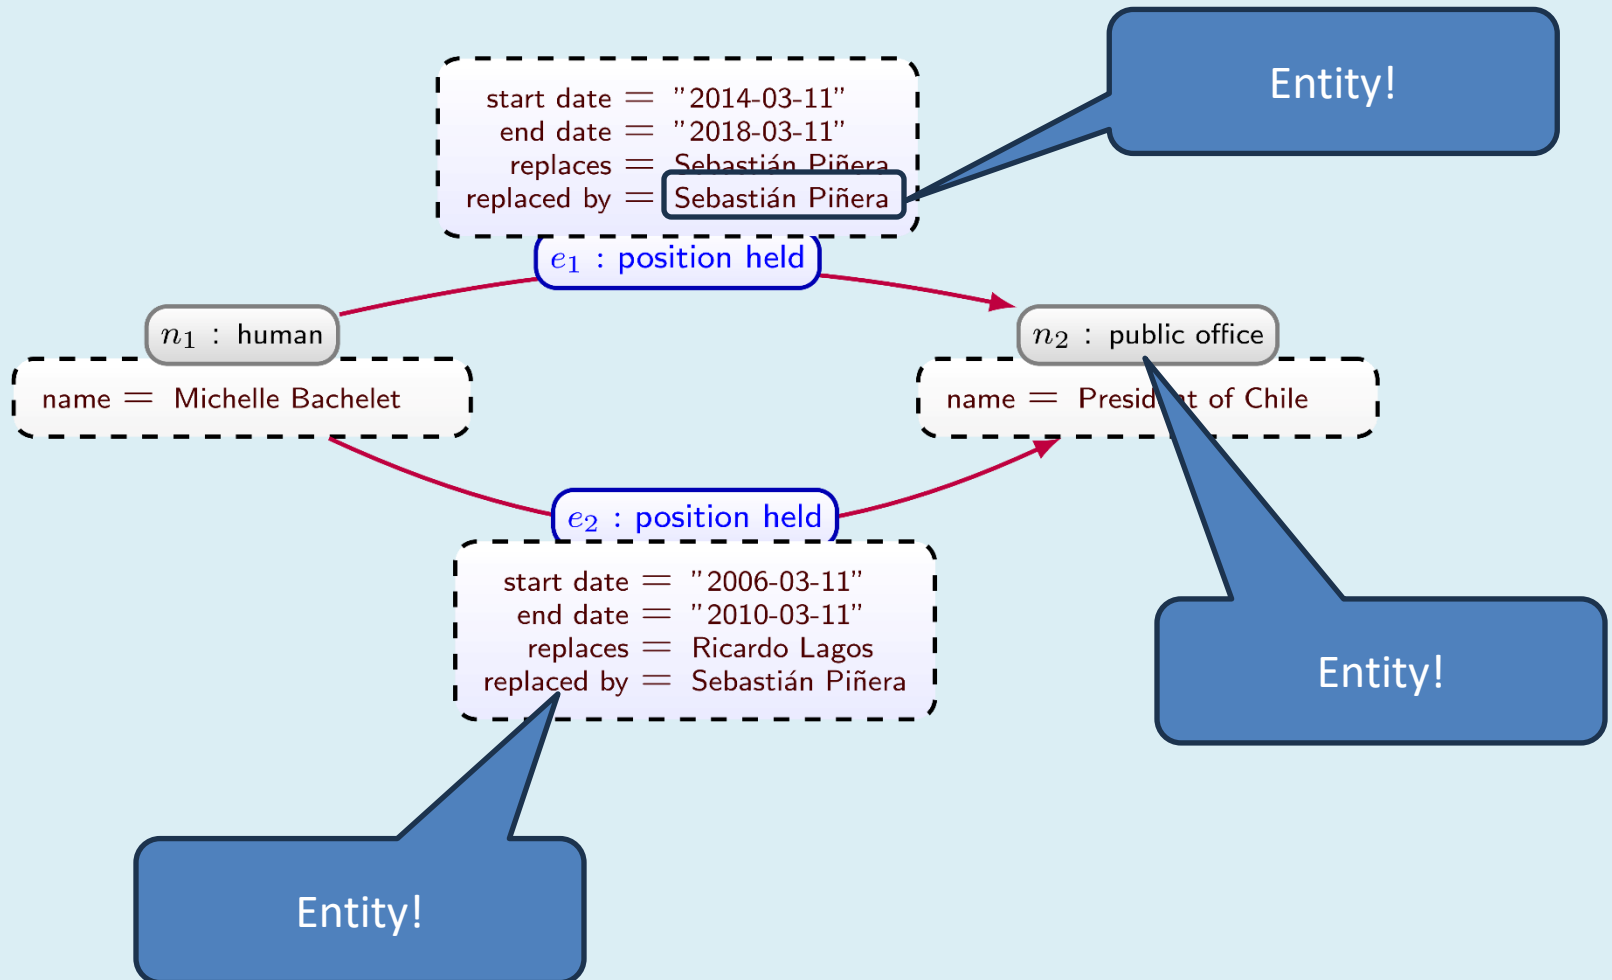 Entity!
start date = "2014-03-11"
end date = "2018-03-11"
replaces = Sebastián Piñera
replaced by = Sebastián Piñera
e1 : position held
n1 : human
name = Michelle Bachelet
n2 : public office
name = President of Chile
e2 : position held
start date = "2006-03-11"
end date = "2010-03-11"
replaces = Ricardo Lagos
replaced by = Sebastián Piñera
Entity!
Entity!